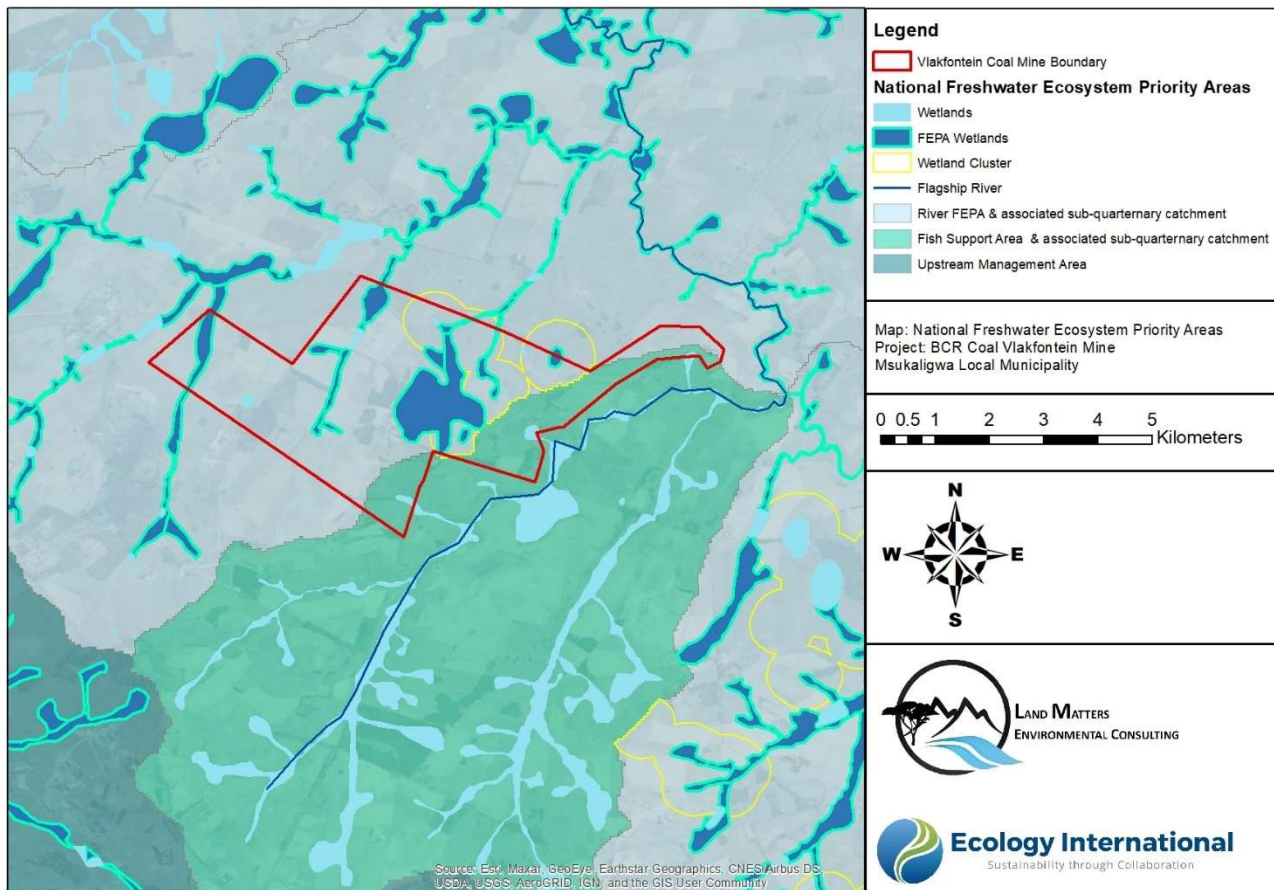 Legend
Vlakfontein Coal Mine Boundary
National Freshwater Ecosystem Priority Areas
Wetlands
FEPA Wetlands
Wetland Cluster
Flagship River
River FEPA & associated sub-quaternary catchment
Fish Support Area & associated sub-quaternary catchment
Upstream Management Area
Map: National Freshwater Ecosystem Priority Areas
Project: BCR Coal Vlakfontein Mine
Msukaligwa Local Municipality
0 0.5 1 2 3 4 5
Kilometers
N
W E
S
LAND MATTERS
ENVIRONMENTAL CONSULTING
Ecology International
Sustainability through Collaboration
Source: Esri, Maxar, GeoEye, Earthstar Geographics, CNES/Airbus DS,
USDA, USGS, AeroGRID, IGN, and the GIS User Community